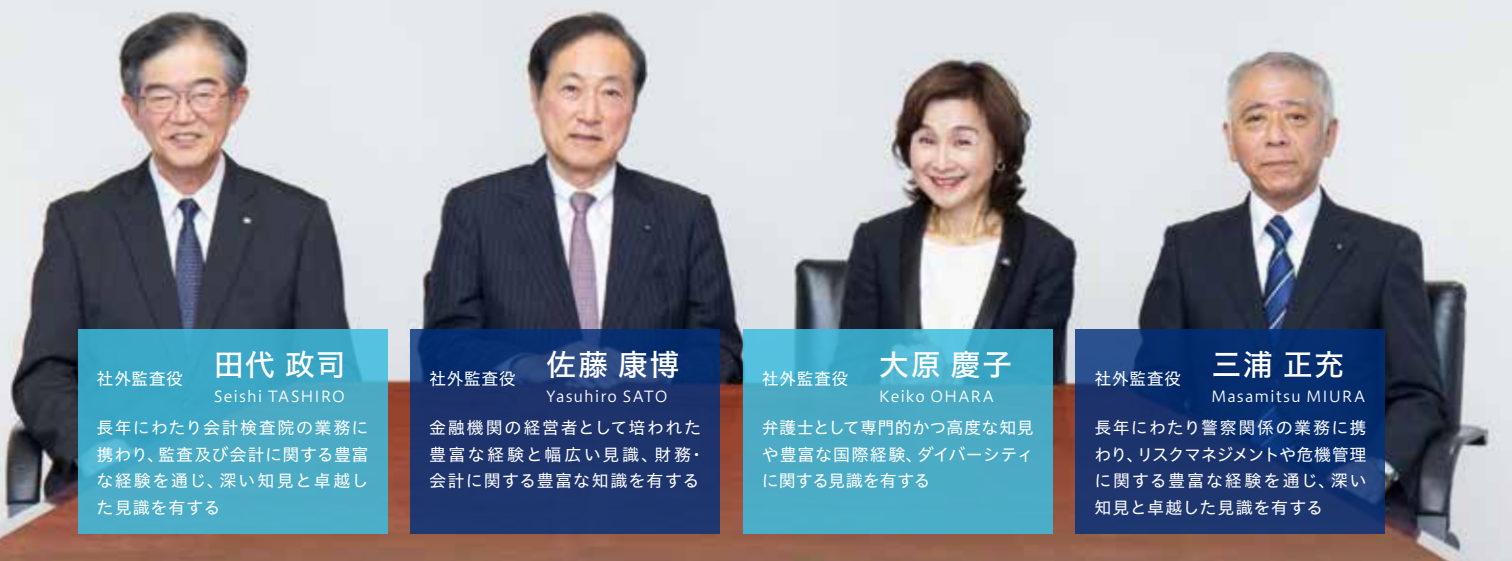 社外監査役 田代 政司
Seishi TASHIRO
長年にわたり会計検査院の業務に
携わり、監査及び会計に関する豊富
な経験を通じ、深い知見と卓越し
た見識を有する
社外監査役 佐藤 康博
Yasuhiro SATO
金融機関の経営者として培われた
豊富な経験と幅広い見識、財務・
会計に関する豊富な知識を有する
社外監査役 大原 慶子
Keiko OHARA
弁護士として専門的かつ高度な知見
や豊富な国際経験、ダイバーシティ
に関する見識を有する
社外監査役 三浦 正充
Masamitsu MIURA
長年にわたり警察関係の業務に携
わり、リスクマネジメントや危機管理
に関する豊富な経験を通じ、深い
知見と卓越した見識を有する